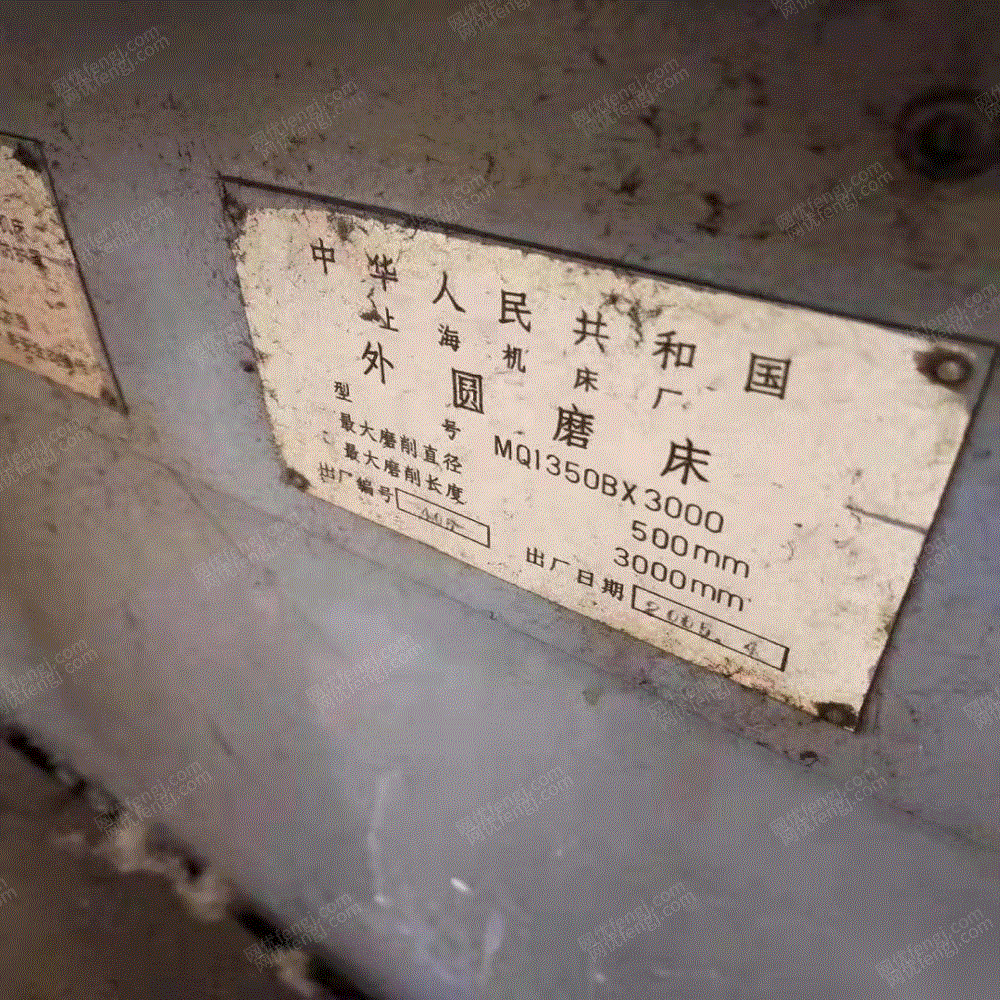 中华人民共和国
上海机床厂
外圆磨床
型号 MQ1350BX3000
最大磨削直径 500mm
最大磨削长度 3000mm
出厂编号
出厂日期 2005.4